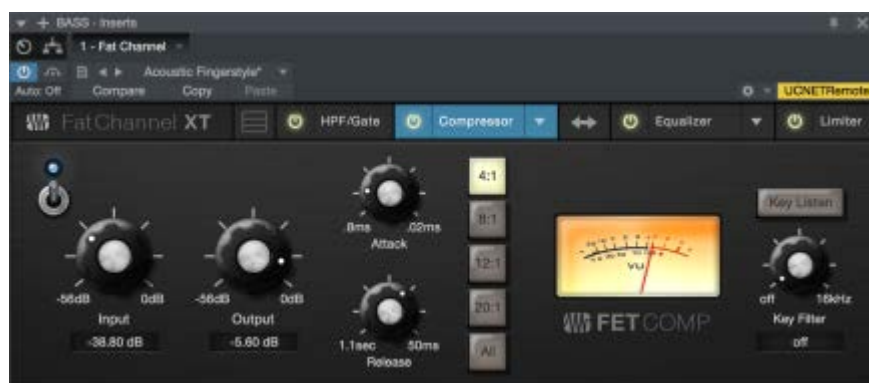 BASS - Inserts
1 - Fat Channel
Acoustic Fingerstyle*
Auto: Off Compare Copy Paste
UCNETRemote
FatChannel XT HPF/Gate Compressor Equalizer Limiter
4:1
Key Listen
.8ms .02ms
8:1
Attack
VU
12:1
-56dB 0dB -56dB 0dB
off 16kHz
20:1
Input Output
FETCOMP
Key Filter
-38.80 dB -5.60 dB
1.1sec 50ms
All
off
Release